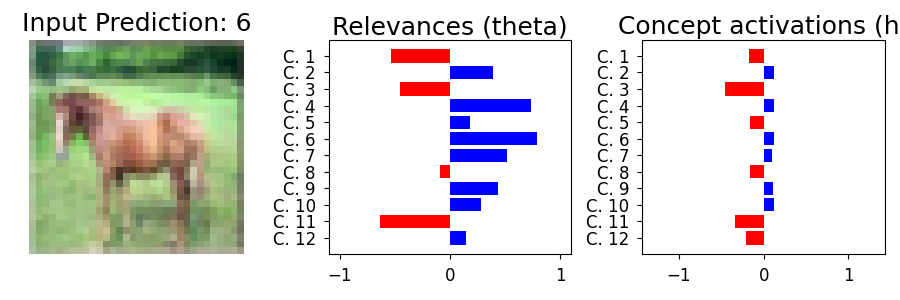 Input Prediction: 6
Relevances (theta)
C. 1
C. 2
C. 3
C. 4
C. 5
C. 6
C. 7
C. 8
C. 9
C. 10
C. 11
C. 12
−1 0 1
Concept activations (h
C. 1
C. 2
C. 3
C. 4
C. 5
C. 6
C. 7
C. 8
C. 9
C. 10
C. 11
C. 12
−1 0 1